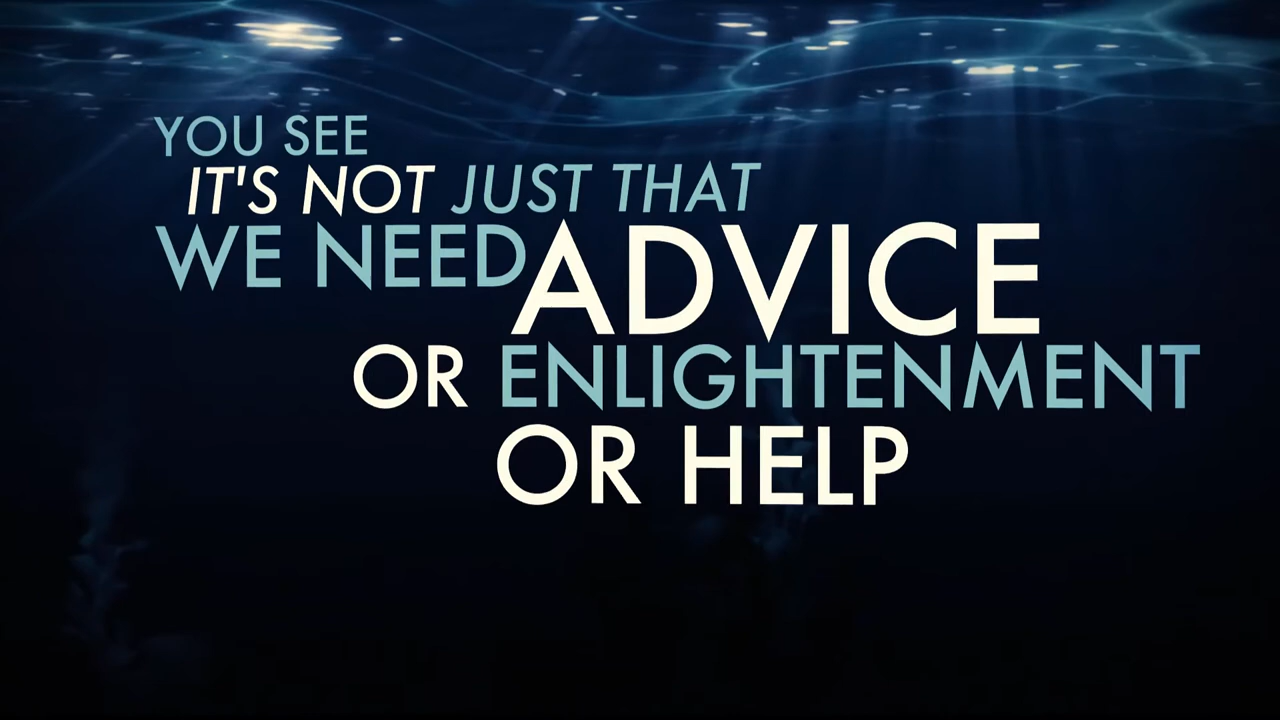 YOU SEE
IT'S NOT JUST THAT
WE NEED ADVICE
OR ENLIGHTENMENT
OR HELP